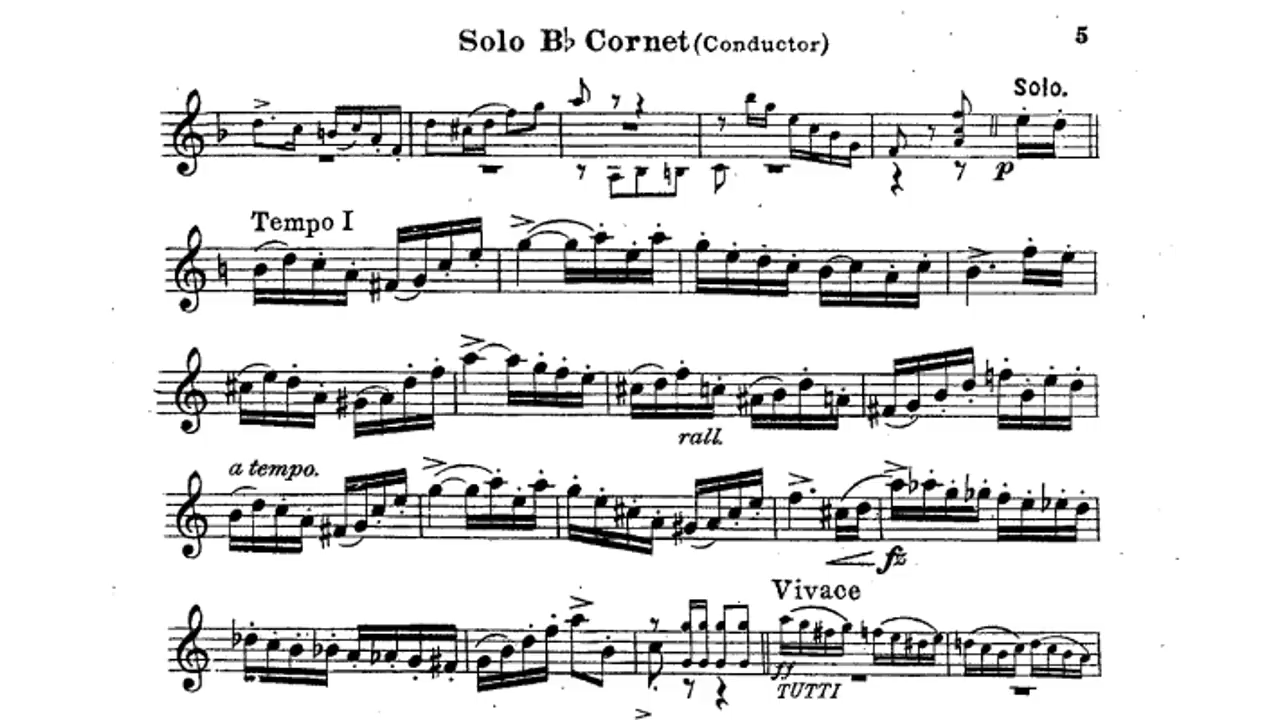 Solo B♭ Cornet (Conductor)
5
Solo.
p
Tempo I
rall.
a tempo.
fz
Vivace
ff
TUTTI